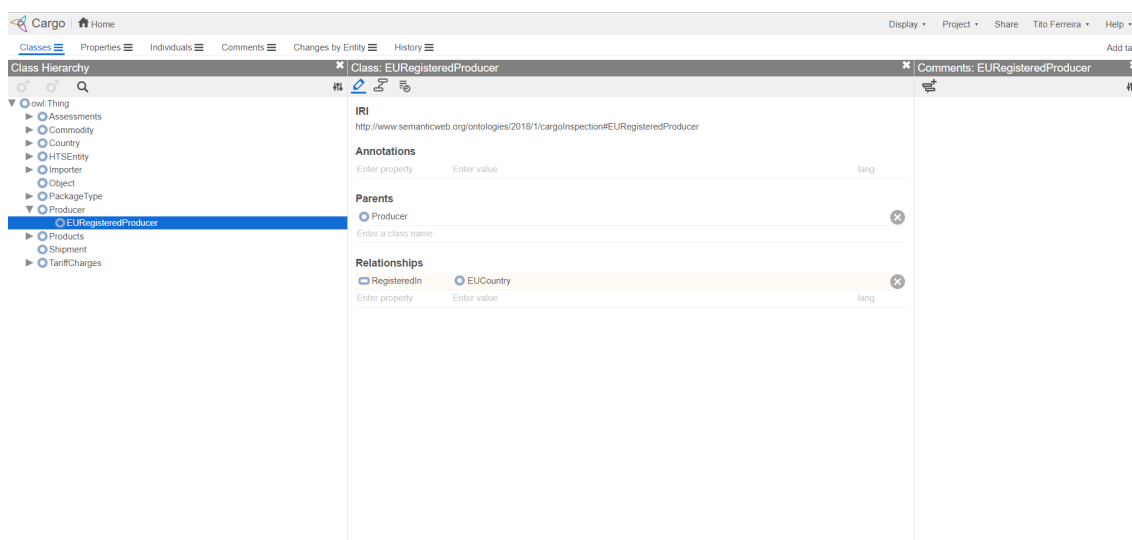 Cargo Home Display Project Share Tito Ferreira Help
Classes Properties Individuals Comments Changes by Entity History Add ta
Class Hierarchy
owl:Thing
Assessments
Commodity
Country
HTSEntity
Importer
Object
PackageType
Producer
EURegisteredProducer
Products
Shipment
TariffCharges
Class: EURegisteredProducer
IRI
http://www.semanticweb.org/ontologies/2018/1/cargoInspection#EURegisteredProducer
Annotations
Enter property Enter value lang
Parents
Producer
Enter a class name
Relationships
RegisteredIn EUCountry
Enter property Enter value lang
Comments: EURegisteredProducer